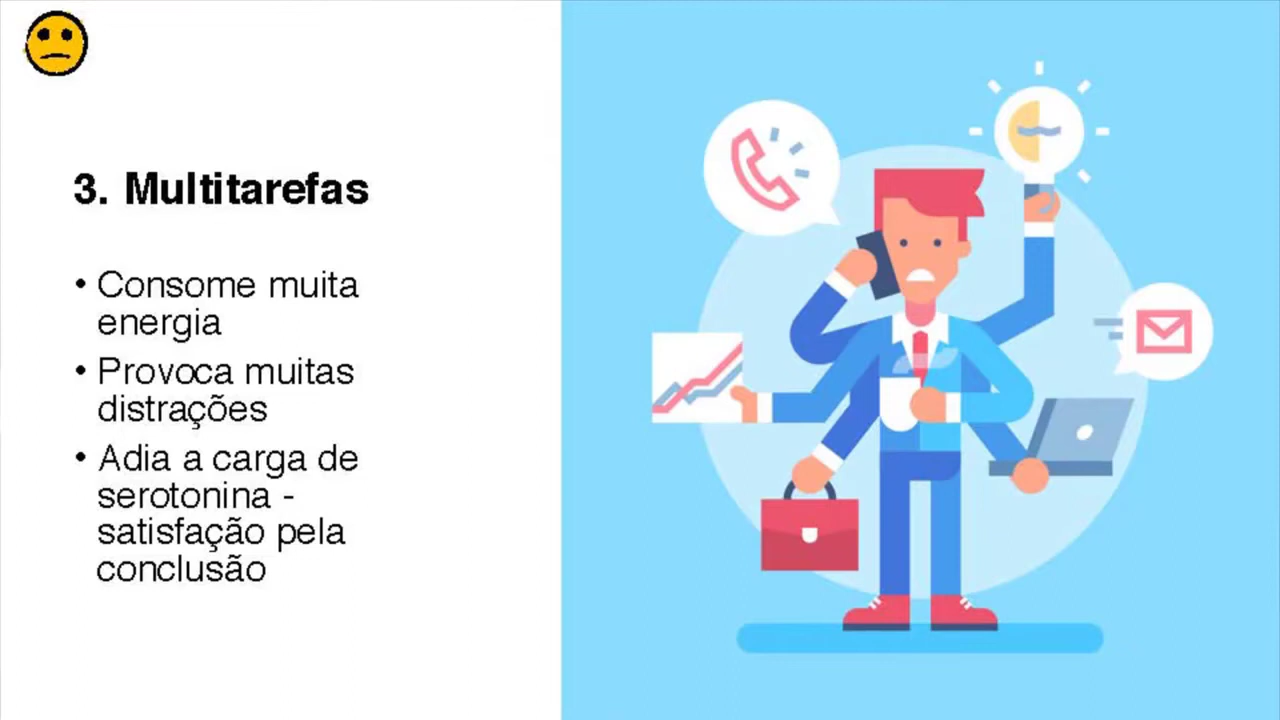 3. Multitarefas
• Consome muita
energia
• Provoca muitas
distrações
• Adia a carga de
serotonina -
satisfação pela
conclusão